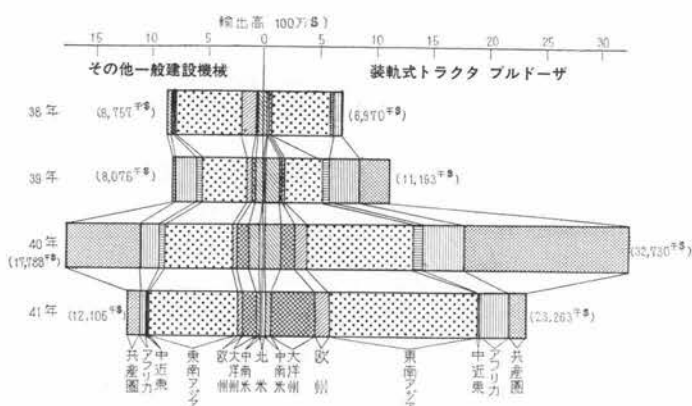 輸出高 100万$)
15 10 5 0 5 10 15 20 25 30
その他一般建設機械 装軌式トラクタ ブルドーザ
38年 (8,757千$) (6,970千$)
39年 (8,076千$) (11,193千$)
40年 (17,788千$) (32,730千$)
41年 (12,106千$) (23,263千$)
共産圏 アフリカ 中近東 東南アジア 欧州 大洋州 中南米 北米 中南米 大洋州 欧州 東南アジア 中近東 アフリカ 共産圏